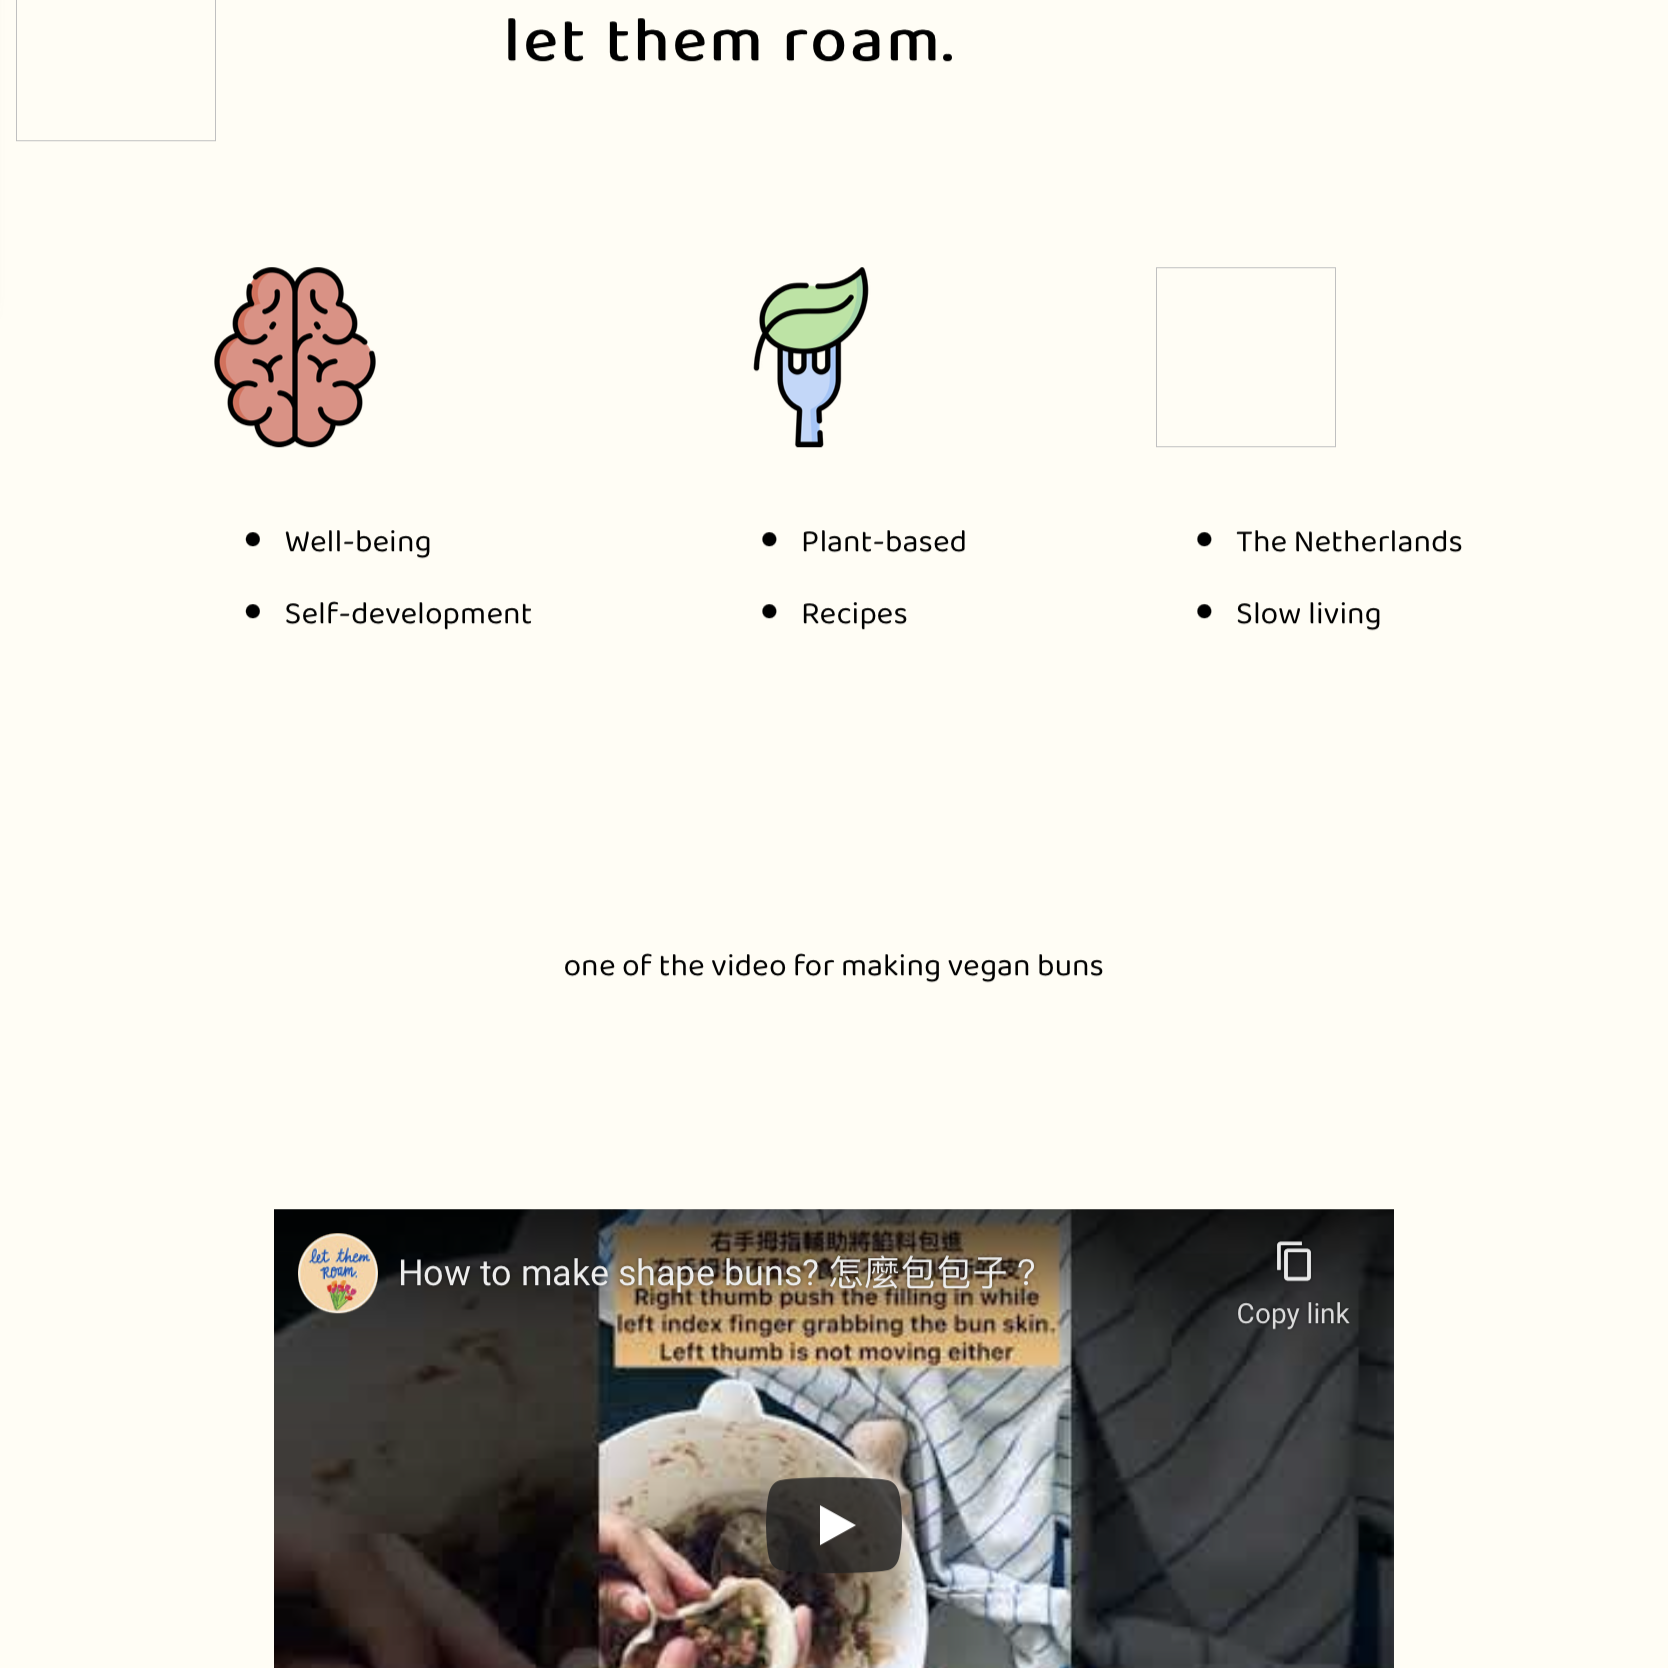 let them roam.
Well-being
Self-development
Plant-based
Recipes
The Netherlands
Slow living
one of the video for making vegan buns
let them
Roam.
How to make shape buns? 怎麼包包子？
Copy link
右手拇指輔助將餡料包進
Right thumb push the filling in while
left index finger grabbing the bun skin.
Left thumb is not moving either